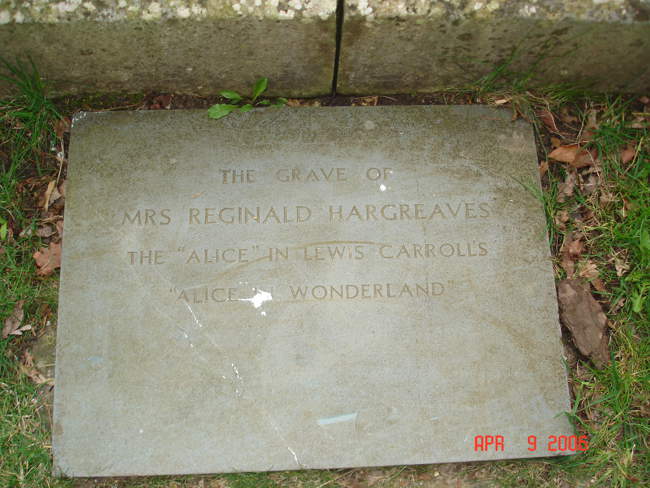 THE GRAVE OF
MRS REGINALD HARGREAVES
THE "ALICE" IN LEWIS CARROLL'S
"ALICE IN WONDERLAND"
APR 9 2006